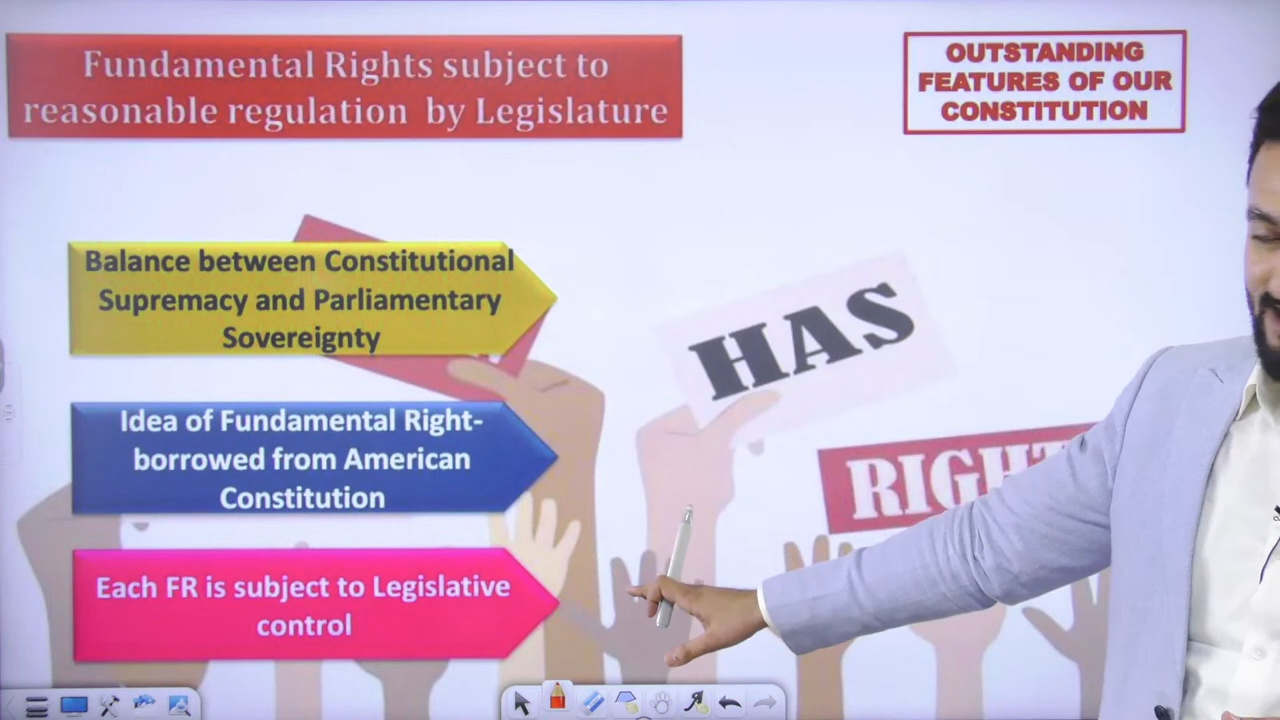 Fundamental Rights subject to
reasonable regulation by Legislature
OUTSTANDING
FEATURES OF OUR
CONSTITUTION
Balance between Constitutional
Supremacy and Parliamentary
Sovereignty
HAS
Idea of Fundamental Right-
borrowed from American
Constitution
Each FR is subject to Legislative
control